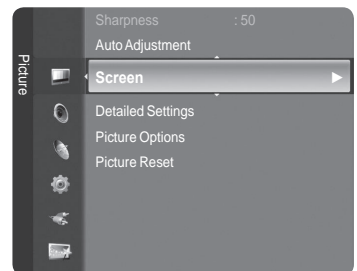 Picture
Sharpness : 50
Auto Adjustment
Screen
Detailed Settings
Picture Options
Picture Reset